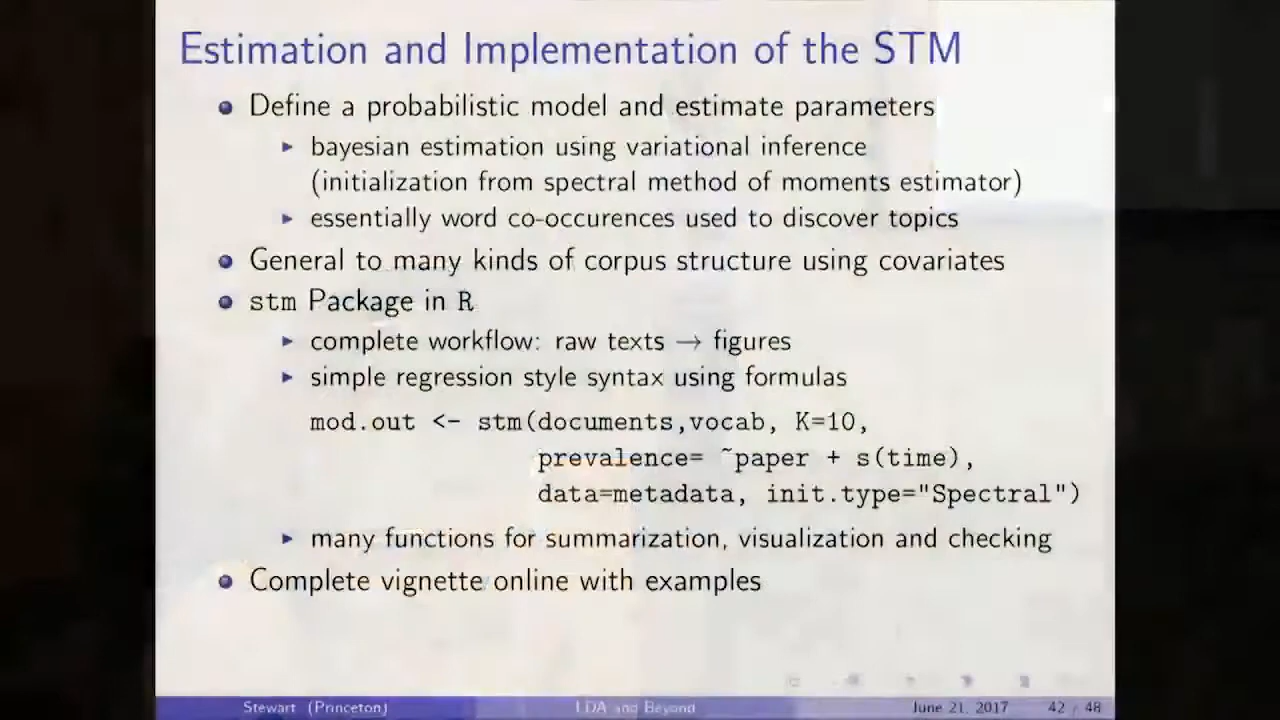 Estimation and Implementation of the STM
Define a probabilistic model and estimate parameters
bayesian estimation using variational inference
(initialization from spectral method of moments estimator)
essentially word co-occurences used to discover topics
General to many kinds of corpus structure using covariates
stm Package in R
complete workflow: raw texts → figures
simple regression style syntax using formulas
mod.out <- stm(documents,vocab, K=10,
prevalence= ~paper + s(time),
data=metadata, init.type="Spectral")
many functions for summarization, visualization and checking
Complete vignette online with examples
Stewart (Princeton) LDA and Beyond June 21, 2017 42 / 48